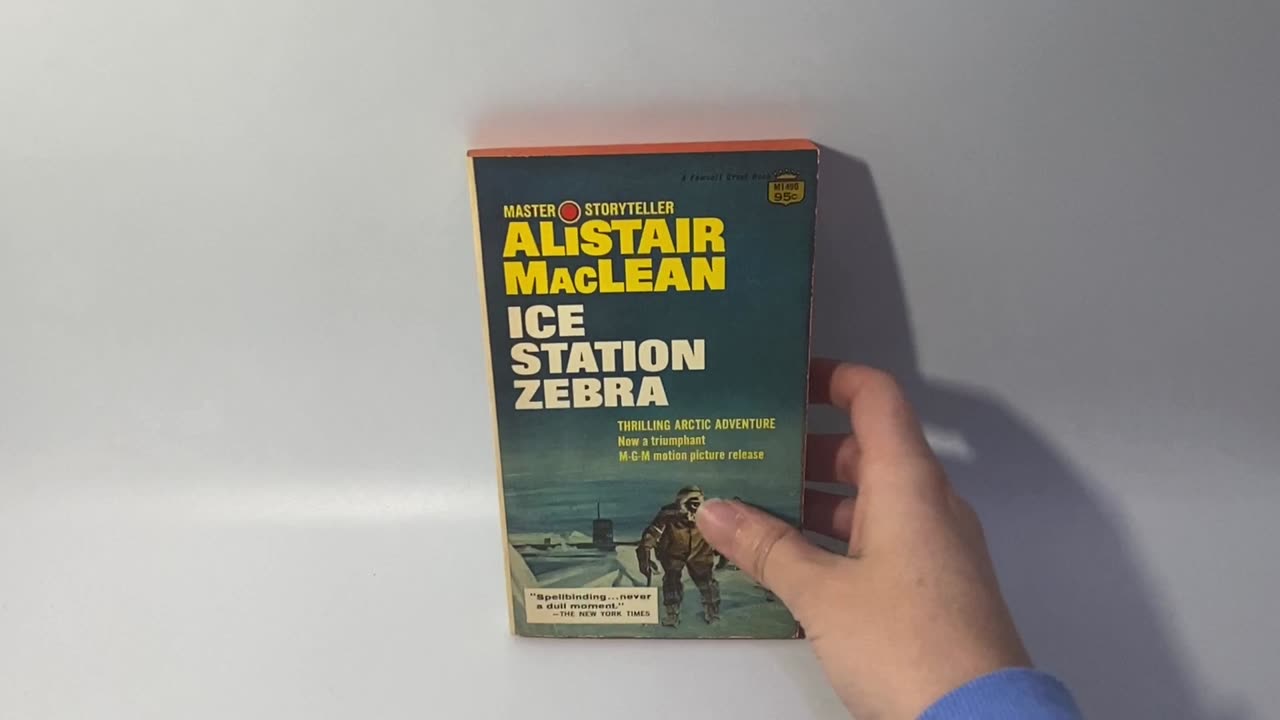 A Fawcett Crest Book
M1490
95c
MASTER STORYTELLER
ALiSTAIR
MACLEAN
ICE
STATION
ZEBRA
THRILLING ARCTIC ADVENTURE
Now a triumphant
M-G-M motion picture release
"Spellbinding...never
a dull moment."
—THE NEW YORK TIMES